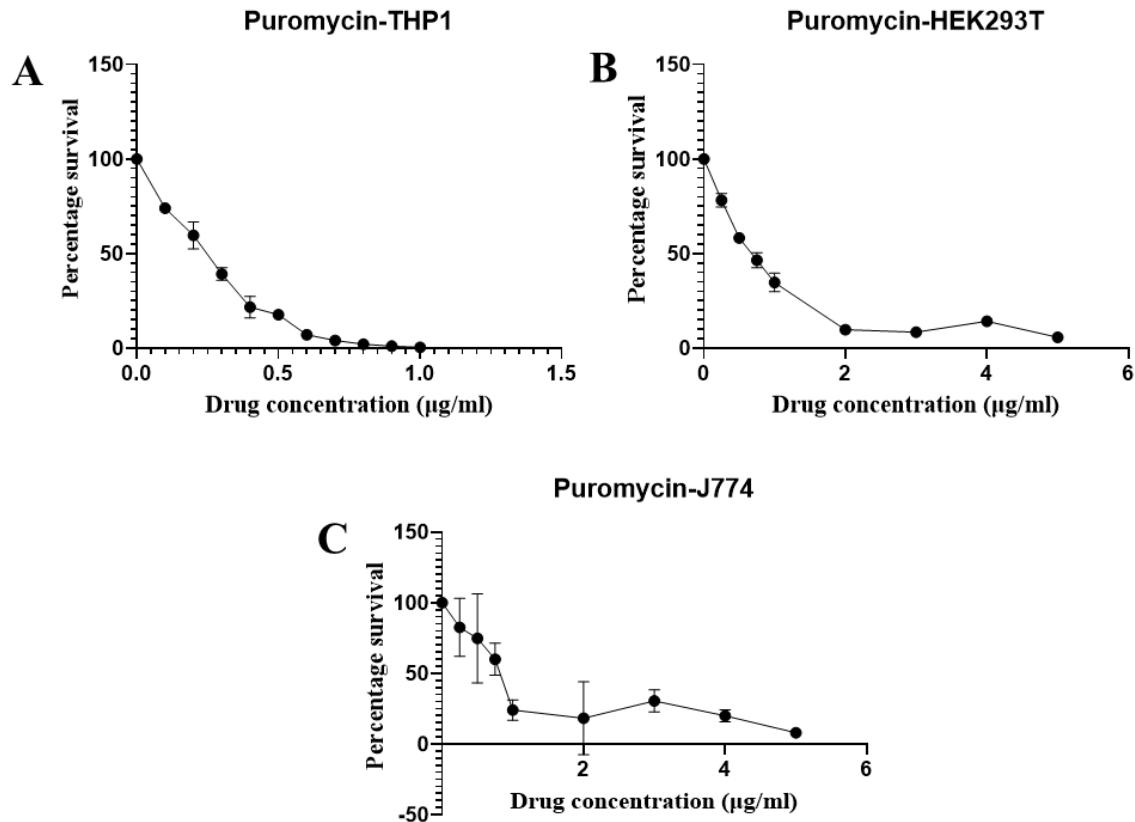 Puromycin-THP1
A
Percentage survival
150
100
50
0
0.0 0.5 1.0 1.5
Drug concentration (μg/ml)
Puromycin-HEK293T
B
Percentage survival
150
100
50
0
0 2 4 6
Drug concentration (μg/ml)
Puromycin-J774
C
Percentage survival
150
100
50
0
-50
2 4 6
Drug concentration (μg/ml)